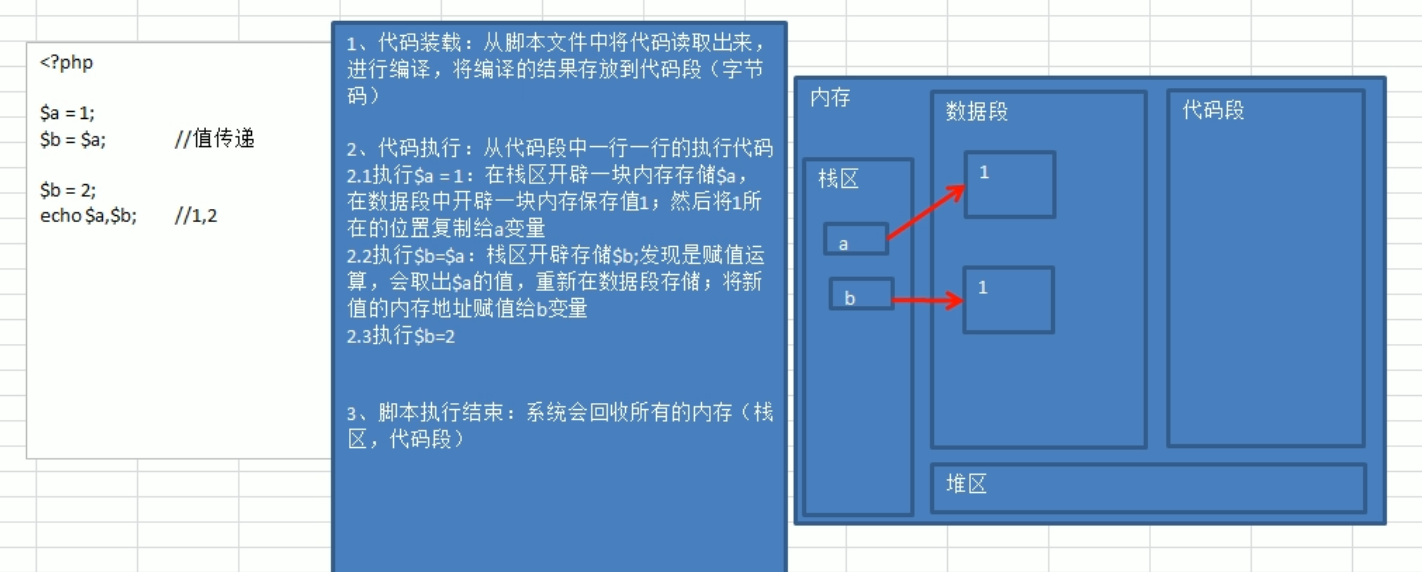 <?php
$a = 1;
$b = $a; //值传递
$b = 2;
echo $a,$b; //1,2
1、代码装载：从脚本文件中将代码读取出来，
进行编译，将编译的结果存放到代码段（字节
码）
2、代码执行：从代码段中一行一行的执行代码
2.1执行$a = 1：在栈区开辟一块内存存储$a，
在数据段中开辟一块内存保存值1；然后将1所
在的位置复制给a变量
2.2执行$b=$a：栈区开辟存储$b;发现是赋值运
算，会取出$a的值，重新在数据段存储；将新
值的内存地址赋值给b变量
2.3执行$b=2
3、脚本执行结束：系统会回收所有的内存（栈
区，代码段）
内存
栈区
a
b
数据段
1
1
代码段
堆区